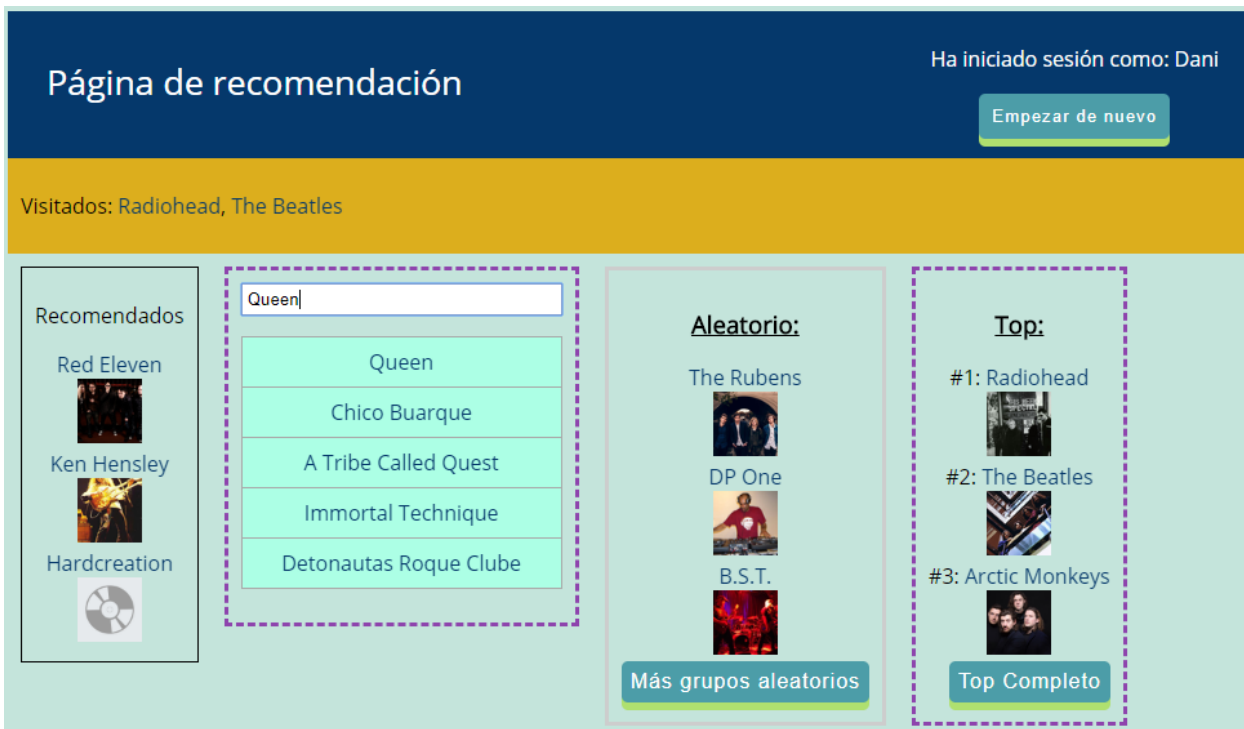 Página de recomendación
Ha iniciado sesión como: Dani
Empezar de nuevo
Visitados: Radiohead, The Beatles
Recomendados
Red Eleven
Ken Hensley
Hardcreation
Queen
Queen
Chico Buarque
A Tribe Called Quest
Immortal Technique
Detonautas Roque Clube
Aleatorio:
The Rubens
DP One
B.S.T.
Más grupos aleatorios
Top:
#1: Radiohead
#2: The Beatles
#3: Arctic Monkeys
Top Completo